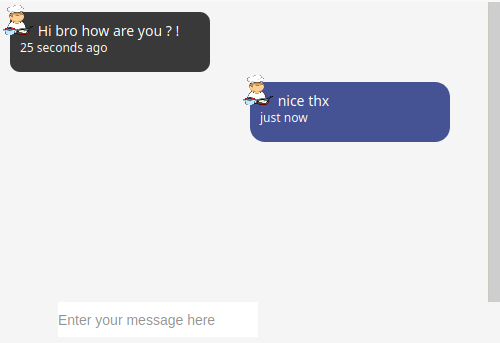 Hi bro how are you ? !
25 seconds ago
nice thx
just now
Enter your message here